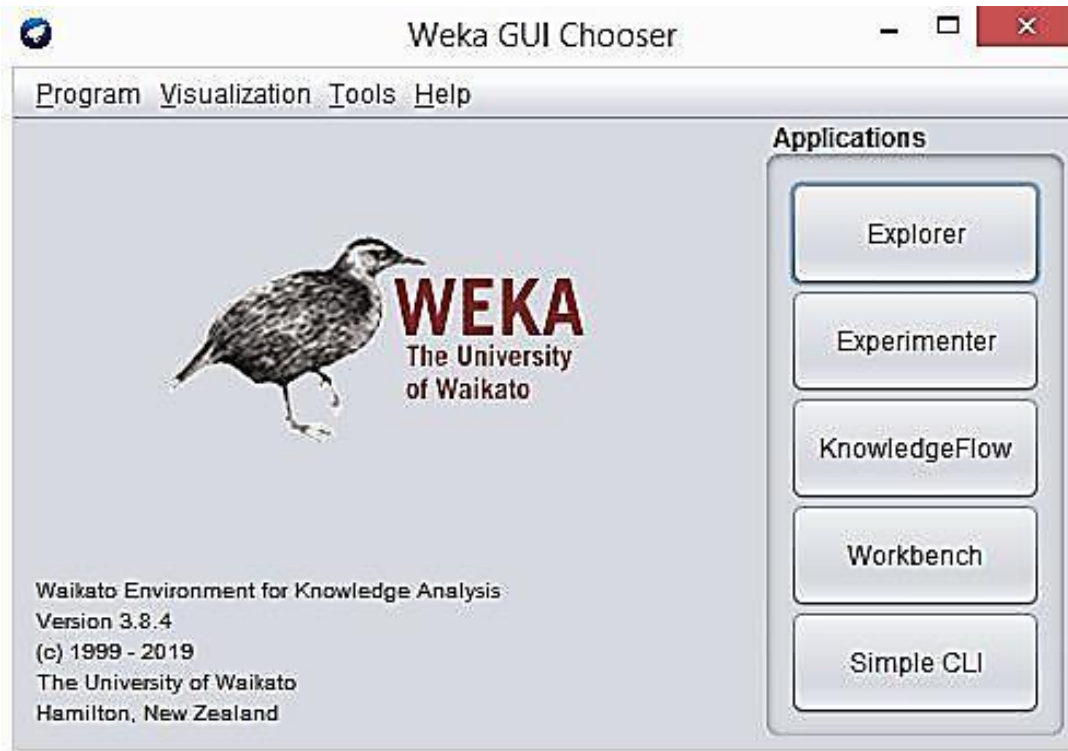 Weka GUI Chooser
Program Visualization Tools Help
Applications
Explorer
Experimenter
KnowledgeFlow
Workbench
Simple CLI
WEKA
The University
of Waikato
Waikato Environment for Knowledge Analysis
Version 3.8.4
(c) 1999 - 2019
The University of Waikato
Hamilton, New Zealand